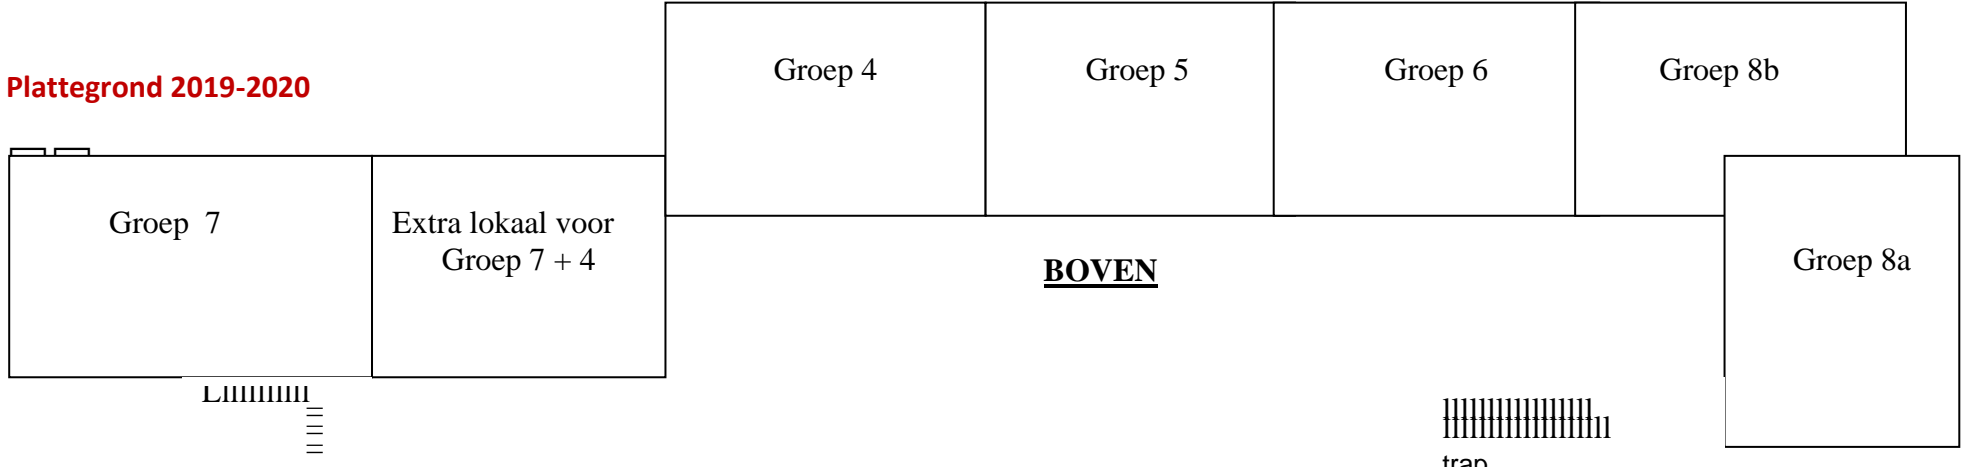 Plattegrond 2019-2020
Groep 4
Groep 5
Groep 6
Groep 8b
Groep 7
Extra lokaal voor
Groep 7 + 4
BOVEN
Groep 8a
trap